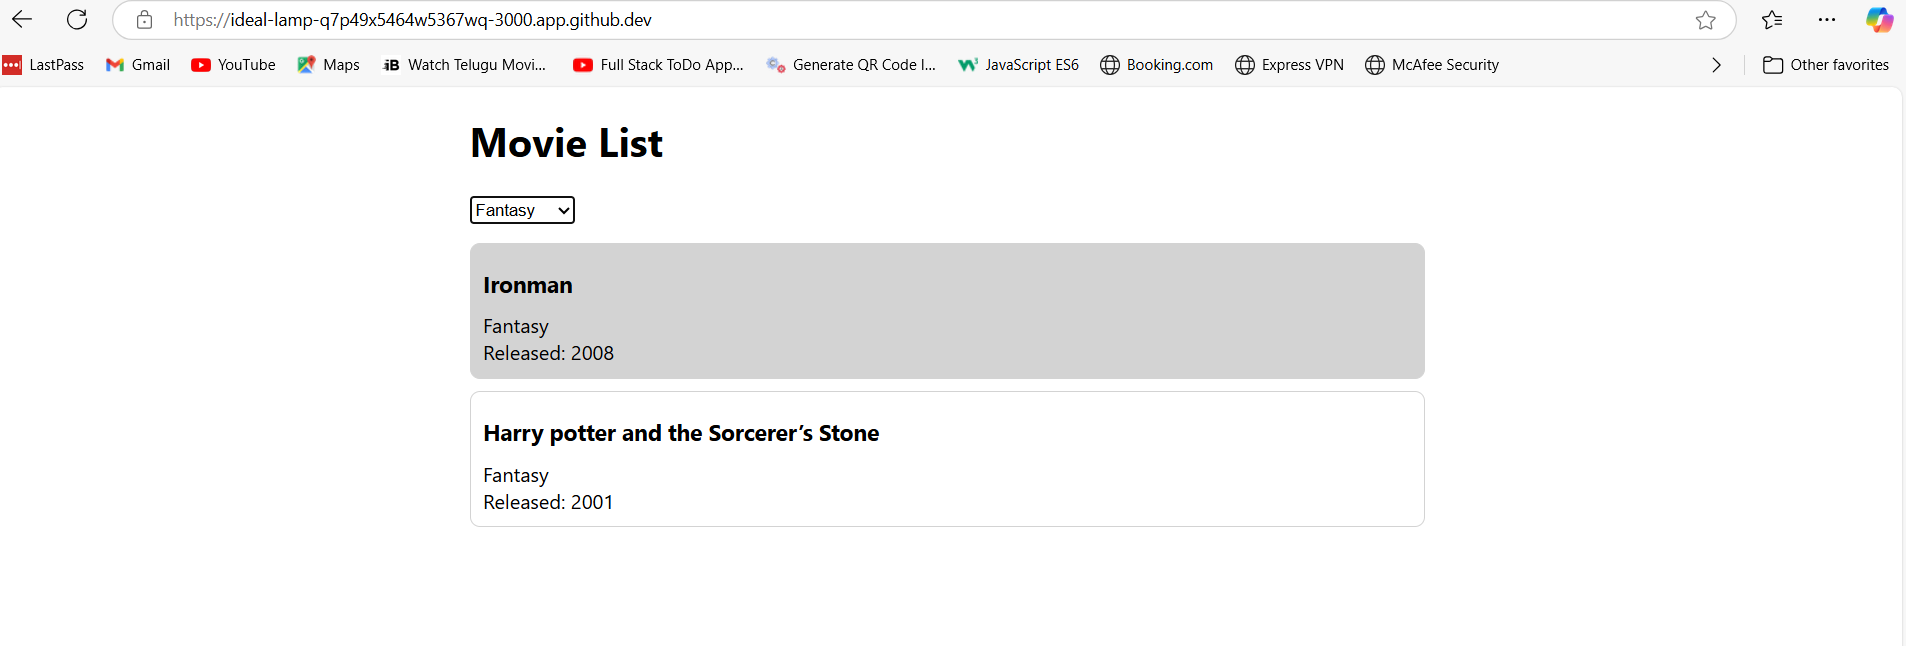 https://ideal-lamp-q7p49x5464w5367wq-3000.app.github.dev
LastPass Gmail YouTube Maps iB Watch Telugu Movi... Full Stack ToDo App... Generate QR Code I... JavaScript ES6 Booking.com Express VPN McAfee Security Other favorites
Movie List
Fantasy
Ironman
Fantasy
Released: 2008
Harry potter and the Sorcerer’s Stone
Fantasy
Released: 2001